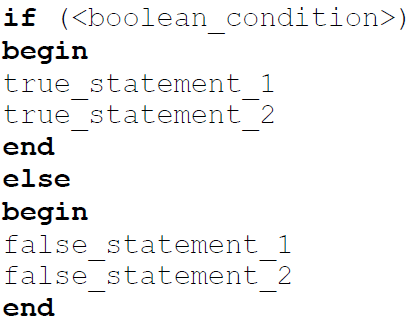 if (<boolean_condition>)
begin
true_statement_1
true_statement_2
end
else
begin
false_statement_1
false_statement_2
end